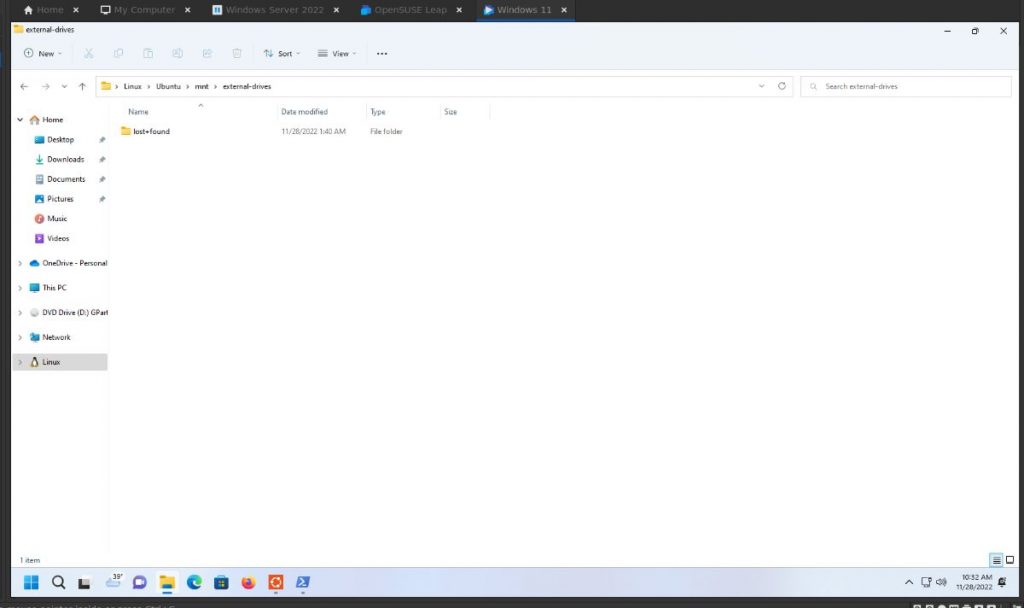 Home My Computer Windows Server 2022 OpenSUSE Leap Windows 11
external-drives
New Sort View
Linux Ubuntu mnt external-drives Search external-drives
Name Date modified Type Size
lost+found 11/28/2022 1:40 AM File folder
Home
Desktop
Downloads
Documents
Pictures
Music
Videos
OneDrive - Personal
This PC
DVD Drive (D:) GPart
Network
Linux
1 item
39°
10:32 AM
11/28/2022